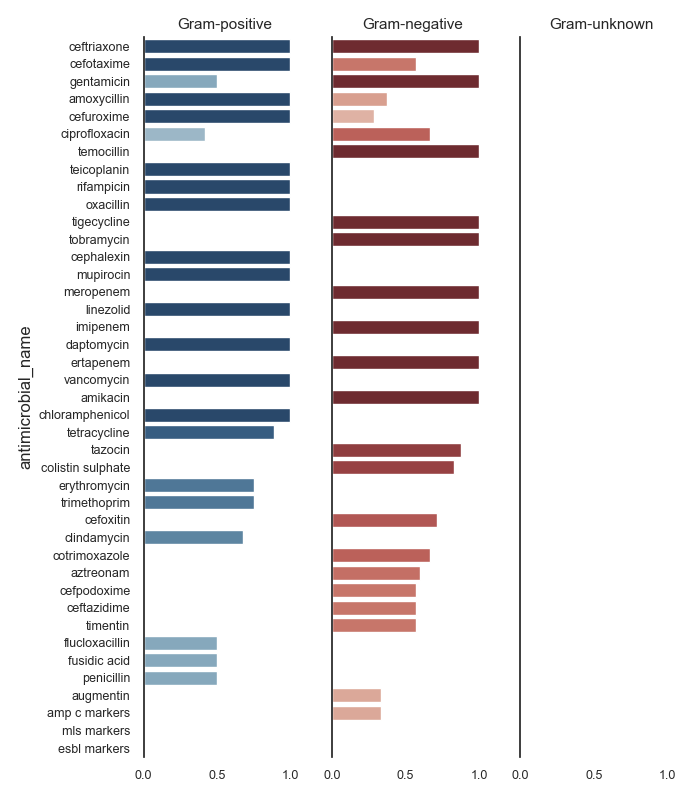 Gram-positive
Gram-negative
Gram-unknown
antimicrobial_name
ceftriaxone
cefotaxime
gentamicin
amoxycillin
cefuroxime
ciprofloxacin
temocillin
teicoplanin
rifampicin
oxacillin
tigecycline
tobramycin
cephalexin
mupirocin
meropenem
linezolid
imipenem
daptomycin
ertapenem
vancomycin
amikacin
chloramphenicol
tetracycline
tazocin
colistin sulphate
erythromycin
trimethoprim
cefoxitin
clindamycin
cotrimoxazole
aztreonam
cefpodoxime
ceftazidime
timentin
flucloxacillin
fusidic acid
penicillin
augmentin
amp c markers
mls markers
esbl markers
0.0 0.5 1.0
0.0 0.5 1.0
0.0 0.5 1.0